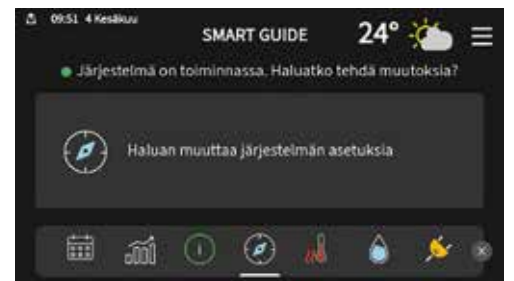 09:51 4 Kesäkuu
SMART GUIDE
24°
Järjestelmä on toiminnassa. Haluatko tehdä muutoksia?
Haluan muuttaa järjestelmän asetuksia